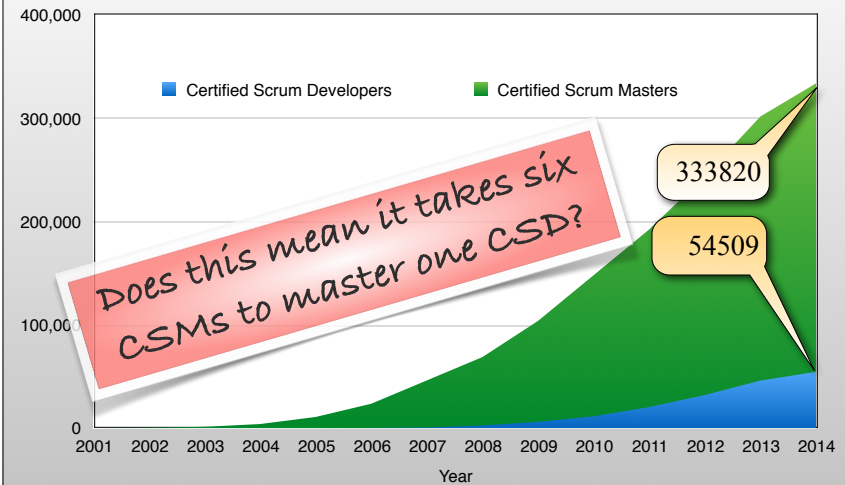 400,000
Certified Scrum Developers
Certified Scrum Masters
300,000
333820
Does this mean it takes six
CSMs to master one CSD?
200,000
54509
100,000
0
2001 2002 2003 2004 2005 2006 2007 2008 2009 2010 2011 2012 2013 2014
Year